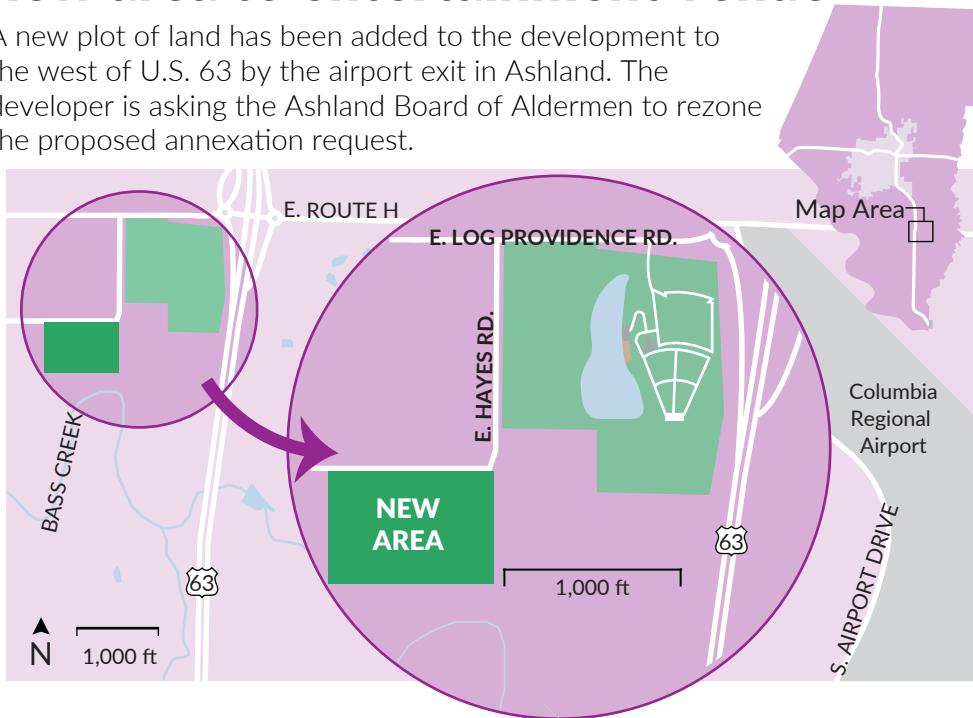 A new plot of land has been added to the development to
the west of U.S. 63 by the airport exit in Ashland. The
developer is asking the Ashland Board of Aldermen to rezone
the proposed annexation request.
Map Area
E. ROUTE H
E. LOG PROVIDENCE RD.
E. HAYES RD.
Columbia
Regional
Airport
BASS CREEK
NEW
AREA
63
63
1,000 ft
S. AIRPORT DRIVE
N
1,000 ft